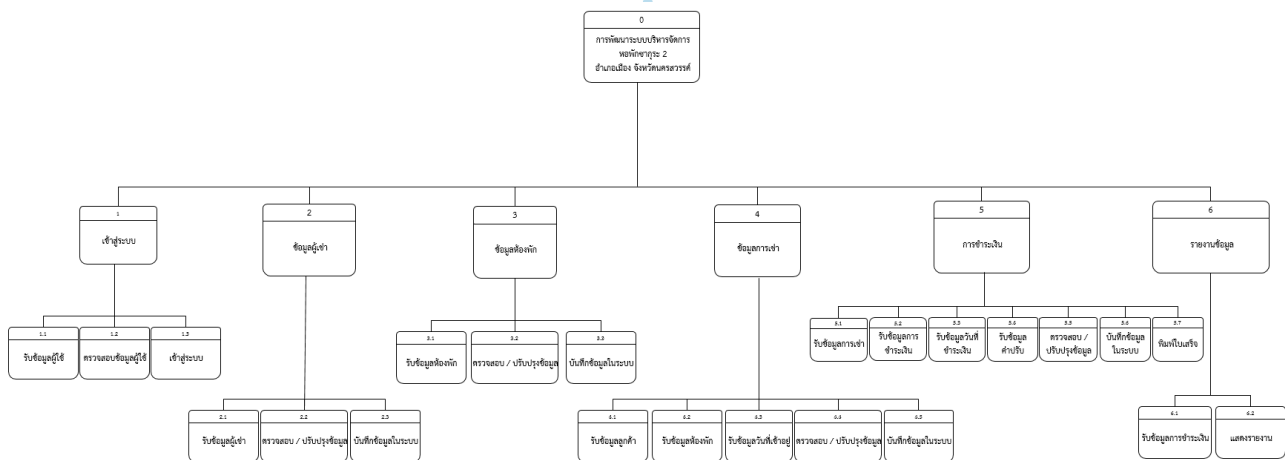 0
การพัฒนาระบบบริหารจัดการ
หอพักชากุระ 2
อำเภอเมือง จังหวัดนครสวรรค์
1
เข้าสู่ระบบ
2
ข้อมูลผู้เช่า
3
ข้อมูลห้องพัก
4
ข้อมูลการเช่า
5
การชำระเงิน
6
รายงานข้อมูล
1.1
รับข้อมูลผู้ใช้
1.2
ตรวจสอบข้อมูลผู้ใช้
1.3
เข้าสู่ระบบ
2.1
รับข้อมูลผู้เช่า
2.2
ตรวจสอบ / ปรับปรุงข้อมูล
2.3
บันทึกข้อมูลในระบบ
3.1
รับข้อมูลห้องพัก
3.2
ตรวจสอบ / ปรับปรุงข้อมูล
3.3
บันทึกข้อมูลในระบบ
4.1
รับข้อมูลลูกค้า
4.2
รับข้อมูลห้องพัก
4.3
รับข้อมูลวันที่เข้าอยู่
4.4
ตรวจสอบ / ปรับปรุงข้อมูล
4.5
บันทึกข้อมูลในระบบ
5.1
รับข้อมูลการเช่า
5.2
รับข้อมูลการ
ชำระเงิน
5.3
รับข้อมูลวันที่
ชำระเงิน
5.4
รับข้อมูล
ค่าปรับ
5.5
ตรวจสอบ /
ปรับปรุงข้อมูล
5.6
บันทึกข้อมูล
ในระบบ
5.7
พิมพ์ใบเสร็จ
6.1
รับข้อมูลการชำระเงิน
6.2
แสดงรายงาน